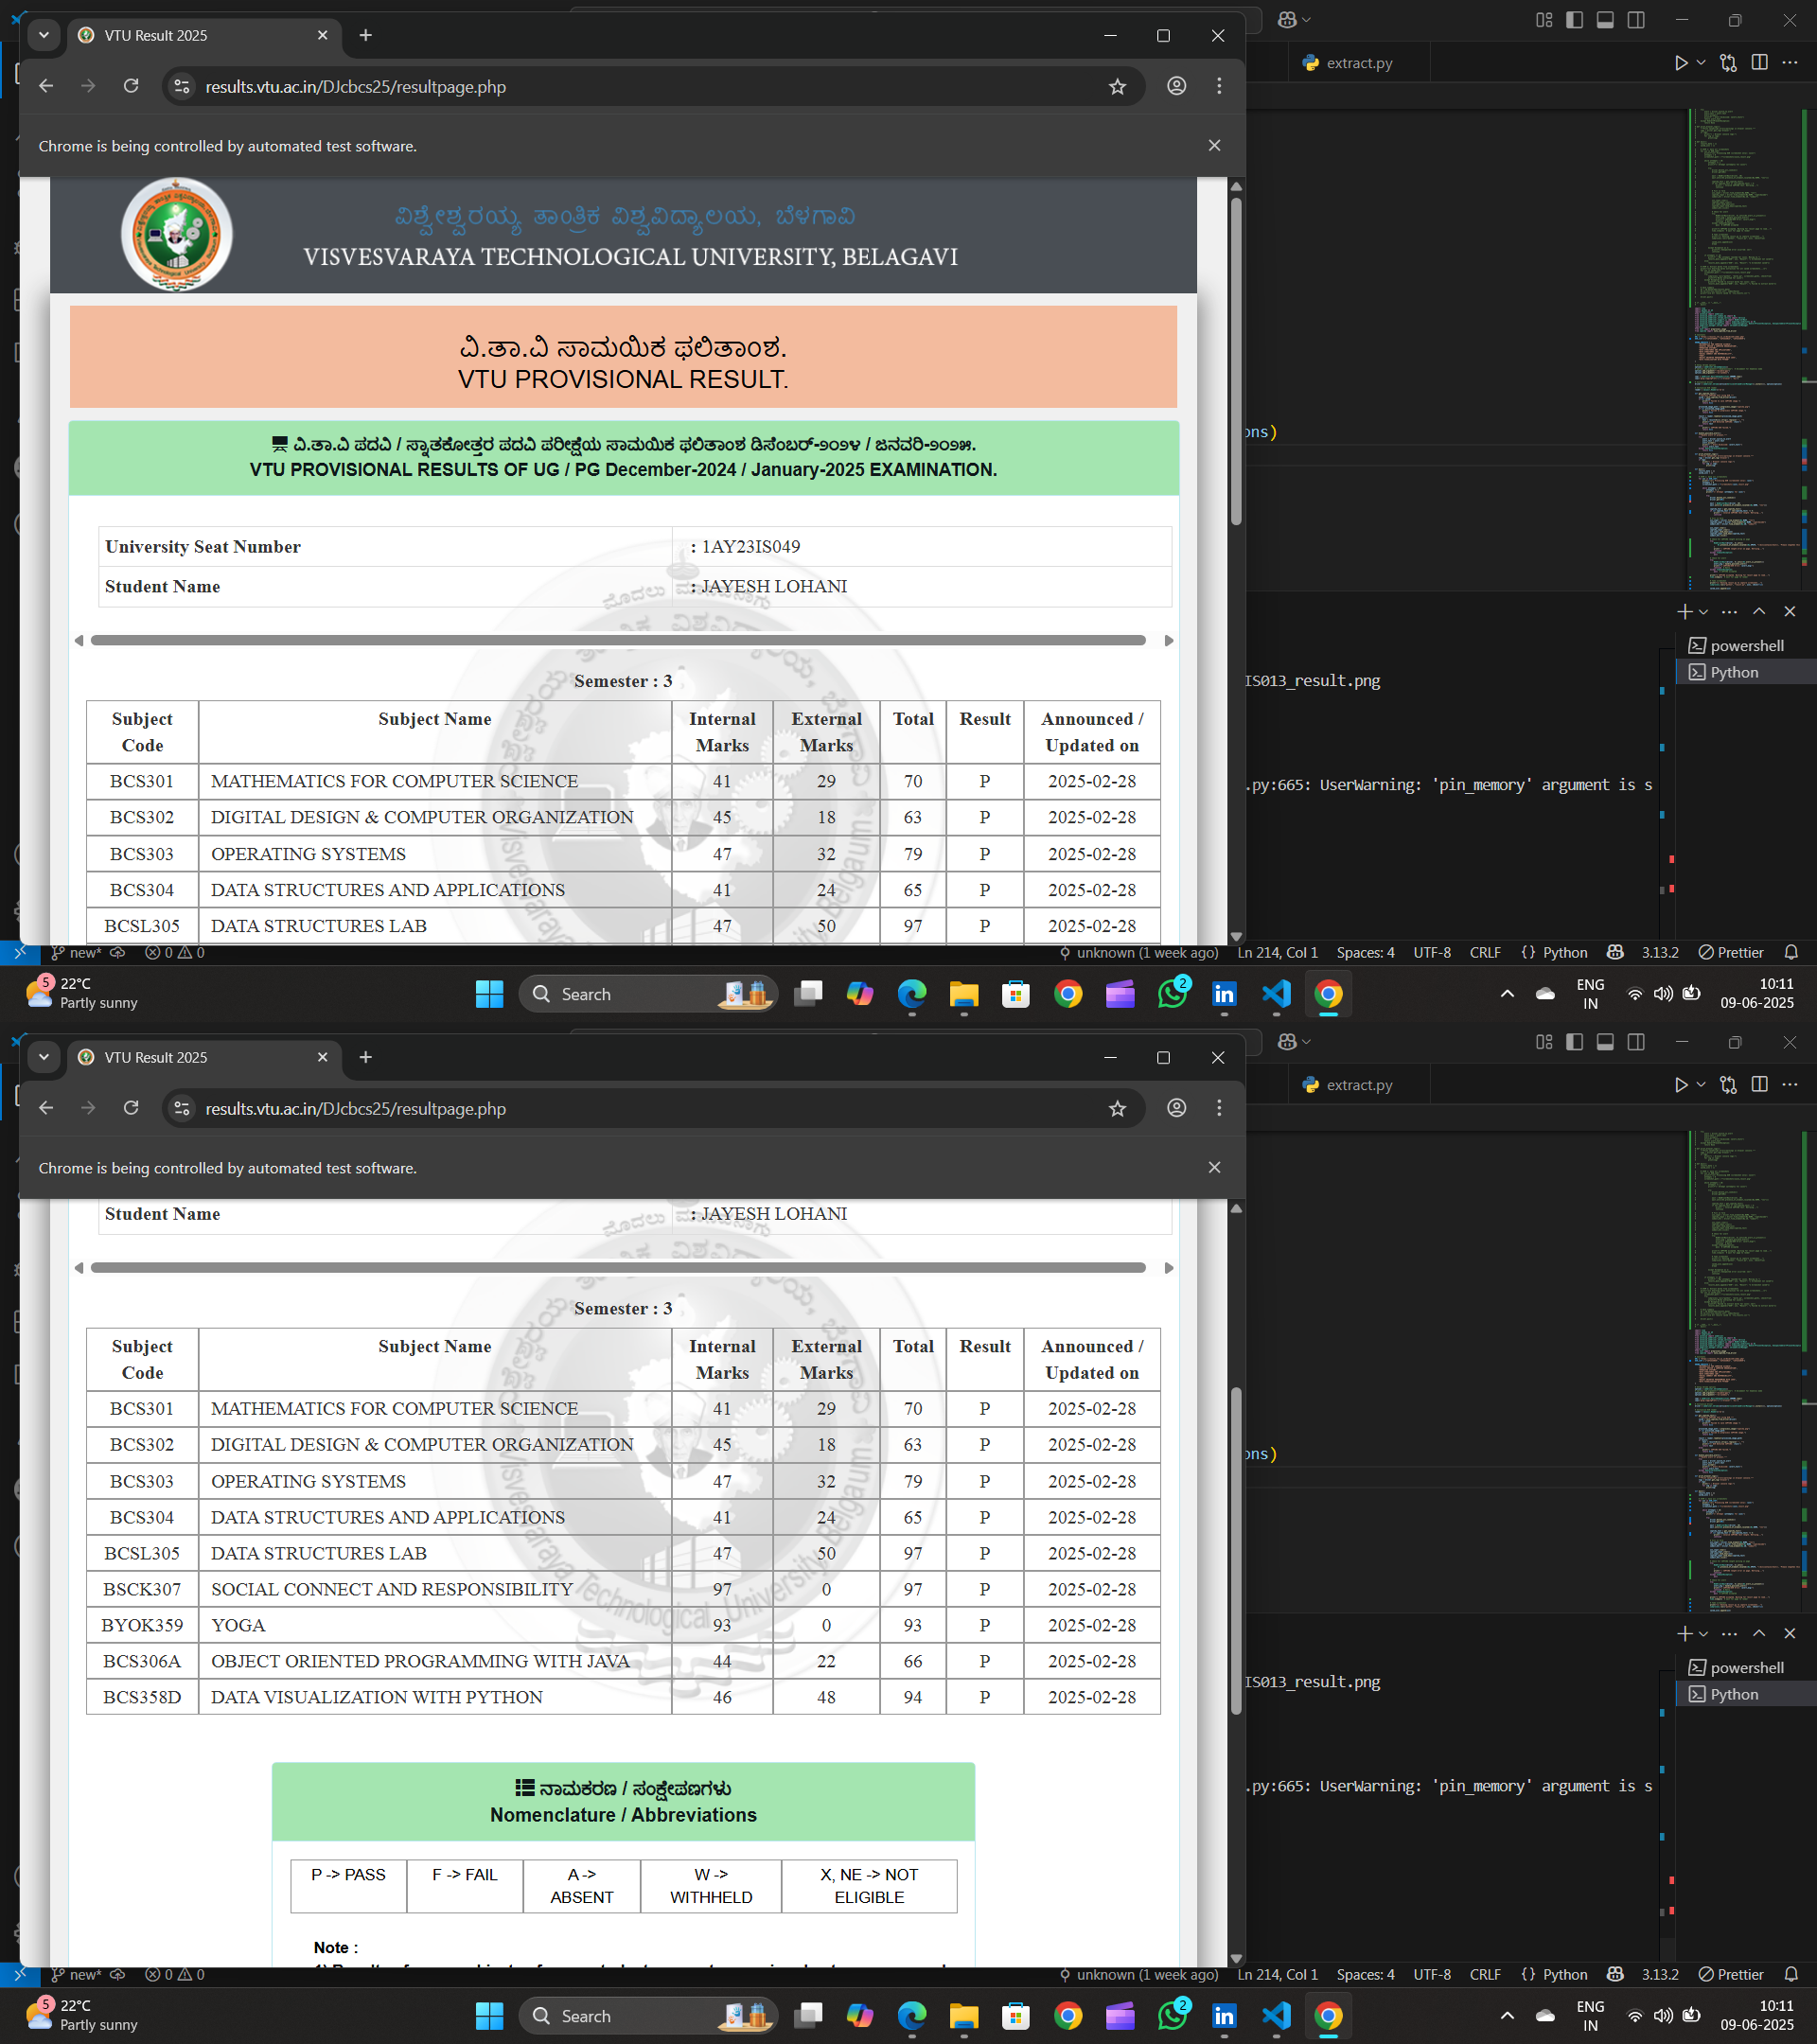 VTU Result 2025
extract.py
results.vtu.ac.in/DJcbcs25/resultpage.php
Chrome is being controlled by automated test software.
ವಿಶ್ವೇಶ್ವರಯ್ಯ ತಾಂತ್ರಿಕ ವಿಶ್ವವಿದ್ಯಾಲಯ, ಬೆಳಗಾವಿ
VISVESVARAYA TECHNOLOGICAL UNIVERSITY, BELAGAVI
ವಿ.ತಾ.ವಿ ಸಾಮಯಿಕ ಫಲಿತಾಂಶ.
VTU PROVISIONAL RESULT.
ons)
ವಿ.ತಾ.ವಿ ಪದವಿ / ಸ್ನಾತಕೋತ್ತರ ಪದವಿ ಪರೀಕ್ಷೆಯ ಸಾಮಯಿಕ ಫಲಿತಾಂಶ ಡಿಸೆಂಬರ್-೨೦೨೪ / ಜನವರಿ-೨೦೨೫.
VTU PROVISIONAL RESULTS OF UG / PG December-2024 / January-2025 EXAMINATION.
University Seat Number : 1AY23IS049
Student Name : JAYESH LOHANI
powershell
Python
IS013_result.png
Semester : 3
Subject Code Subject Name Internal Marks External Marks Total Result Announced / Updated on
BCS301 MATHEMATICS FOR COMPUTER SCIENCE 41 29 70 P 2025-02-28
.py:665: UserWarning: 'pin_memory' argument is s
BCS302 DIGITAL DESIGN & COMPUTER ORGANIZATION 45 18 63 P 2025-02-28
BCS303 OPERATING SYSTEMS 47 32 79 P 2025-02-28
BCS304 DATA STRUCTURES AND APPLICATIONS 41 24 65 P 2025-02-28
BCSL305 DATA STRUCTURES LAB 47 50 97 P 2025-02-28
new* 0 0 unknown (1 week ago) Ln 214, Col 1 Spaces: 4 UTF-8 CRLF {} Python 3.13.2 Prettier
5 22°C Partly sunny Search 2 ENG IN 10:11 09-06-2025
VTU Result 2025
extract.py
results.vtu.ac.in/DJcbcs25/resultpage.php
Chrome is being controlled by automated test software.
Student Name : JAYESH LOHANI
Semester : 3
Subject Code Subject Name Internal Marks External Marks Total Result Announced / Updated on
BCS301 MATHEMATICS FOR COMPUTER SCIENCE 41 29 70 P 2025-02-28
BCS302 DIGITAL DESIGN & COMPUTER ORGANIZATION 45 18 63 P 2025-02-28
ons)
BCS303 OPERATING SYSTEMS 47 32 79 P 2025-02-28
BCS304 DATA STRUCTURES AND APPLICATIONS 41 24 65 P 2025-02-28
BCSL305 DATA STRUCTURES LAB 47 50 97 P 2025-02-28
BSCK307 SOCIAL CONNECT AND RESPONSIBILITY 97 0 97 P 2025-02-28
BYOK359 YOGA 93 0 93 P 2025-02-28
BCS306A OBJECT ORIENTED PROGRAMMING WITH JAVA 44 22 66 P 2025-02-28
BCS358D DATA VISUALIZATION WITH PYTHON 46 48 94 P 2025-02-28
powershell
Python
IS013_result.png
.py:665: UserWarning: 'pin_memory' argument is s
ನಾಮಕರಣ / ಸಂಕ್ಷೇಪಣಗಳು
Nomenclature / Abbreviations
P -> PASS F -> FAIL A -> ABSENT W -> WITHHELD X, NE -> NOT ELIGIBLE
Note :
new* 0 0 unknown (1 week ago) Ln 214, Col 1 Spaces: 4 UTF-8 CRLF {} Python 3.13.2 Prettier
5 22°C Partly sunny Search 2 ENG IN 10:11 09-06-2025